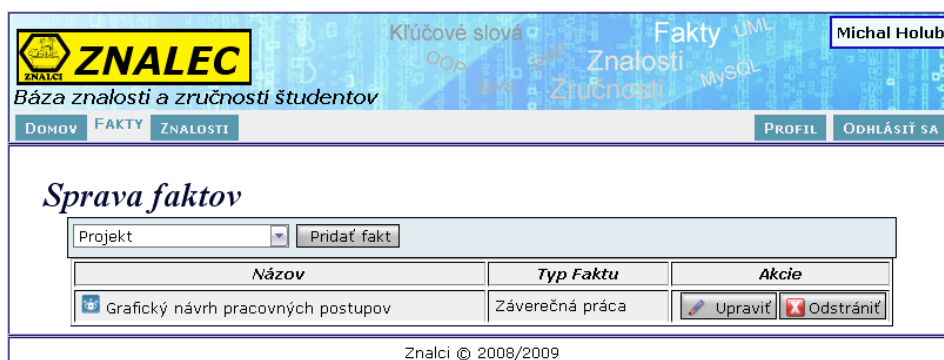 Kľúčové slová
Fakty
UML
Michal Holub
ZNALEC
ZNALCI
OOP
PHP
Znalosti
MySQL
Java
Zručnosti
Báza znalosti a zručností študentov
Domov Fakty Znalosti Profil Odhlásiť sa
Sprava faktov
Projekt Pridať fakt
Názov Typ Faktu Akcie
Grafický návrh pracovných postupov Záverečná práca Upraviť Odstrániť
Znalci © 2008/2009